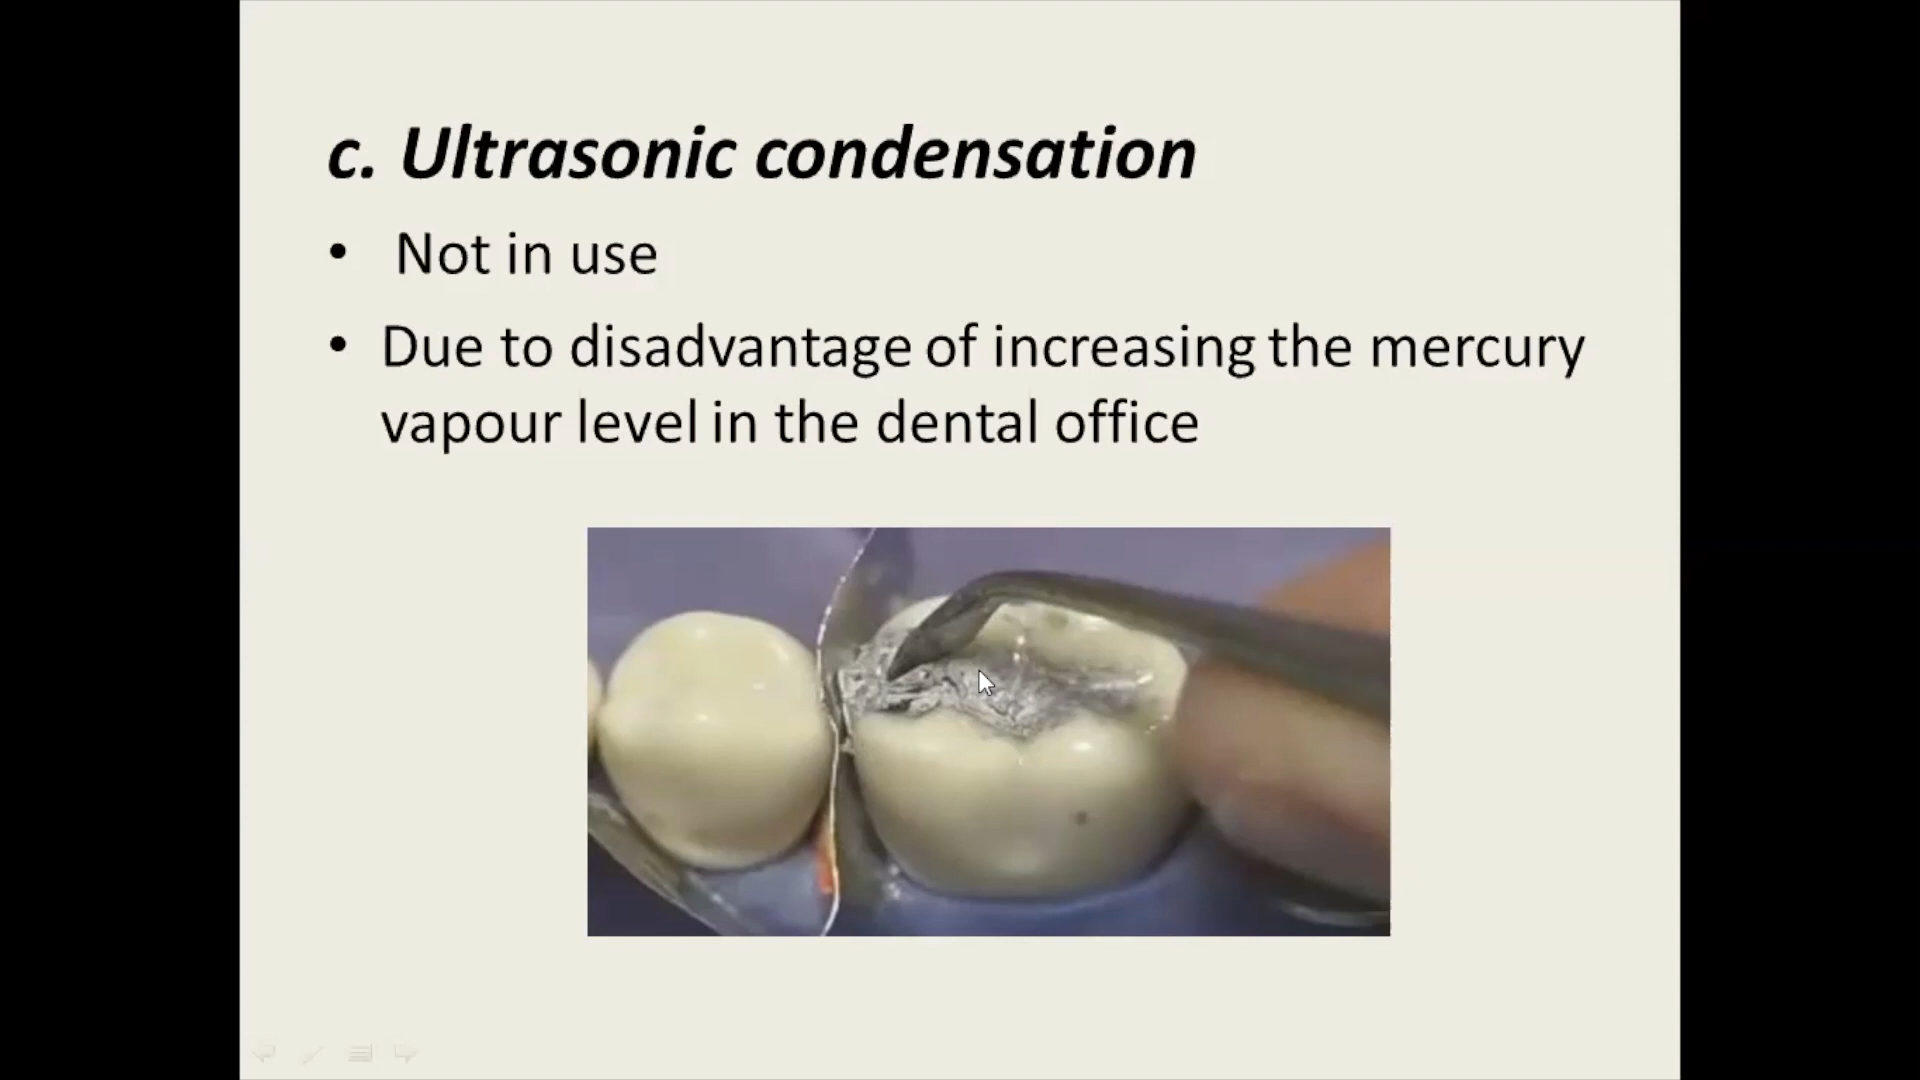 c. Ultrasonic condensation
• Not in use
• Due to disadvantage of increasing the mercury
vapour level in the dental office